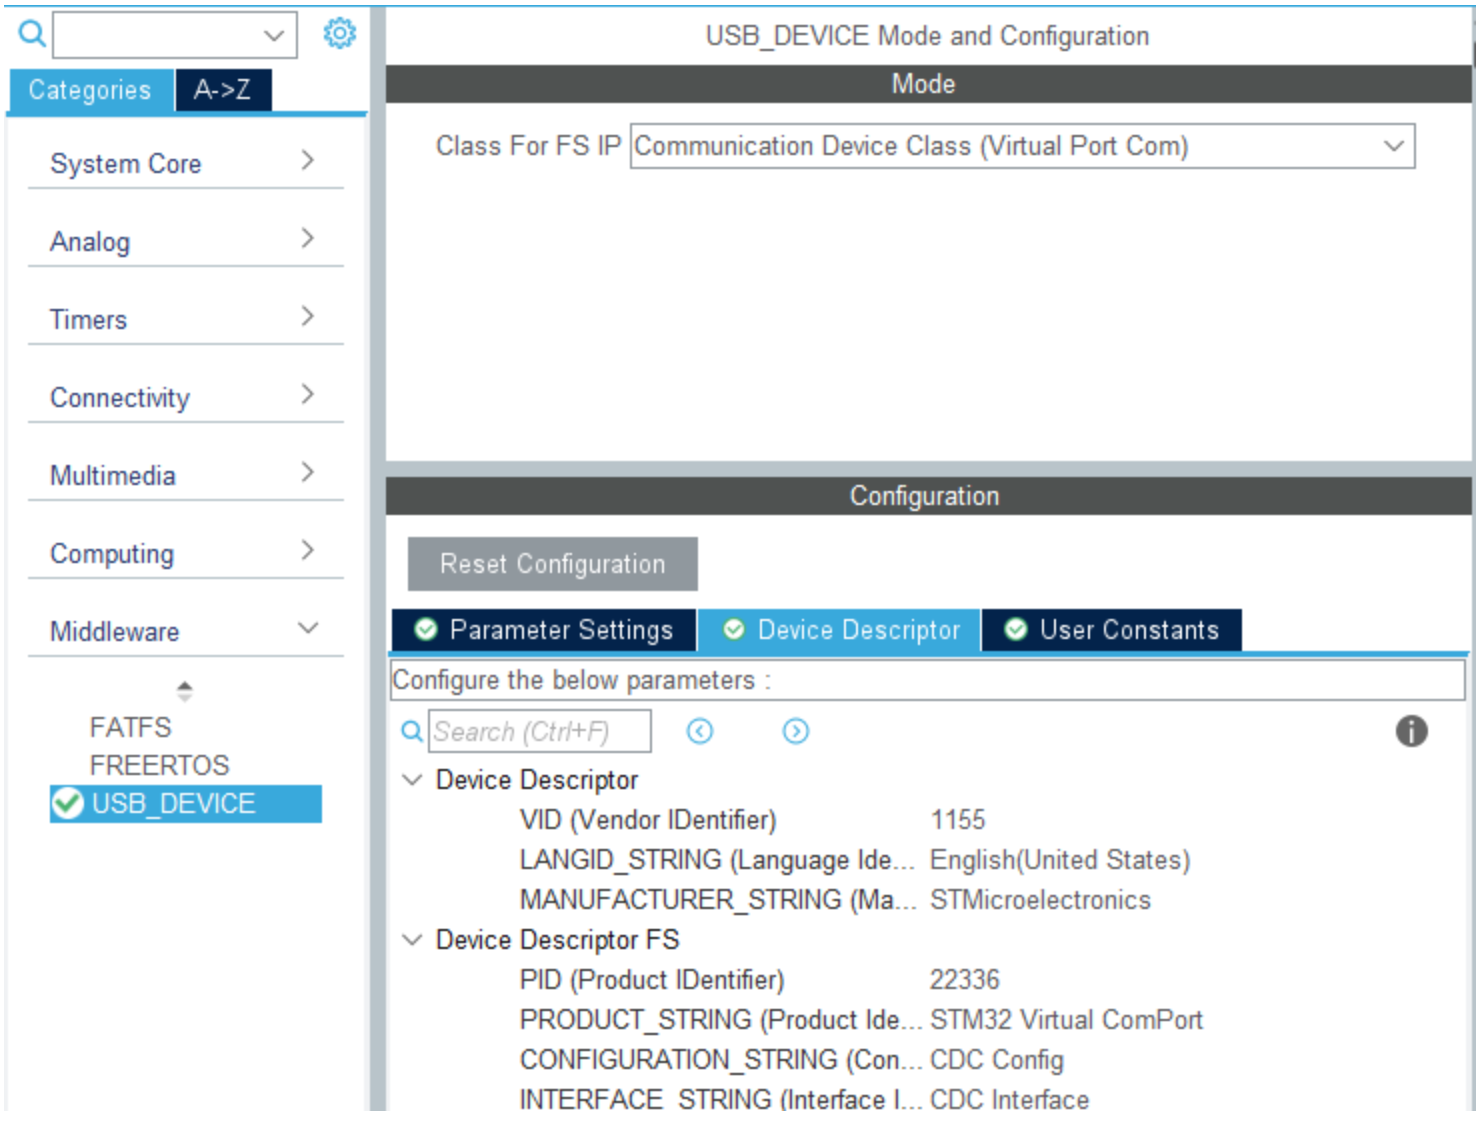 Categories
A->Z
System Core
Analog
Timers
Connectivity
Multimedia
Computing
Middleware
FATFS
FREERTOS
USB_DEVICE
USB_DEVICE Mode and Configuration
Mode
Class For FS IP Communication Device Class (Virtual Port Com)
Configuration
Reset Configuration
Parameter Settings
Device Descriptor
User Constants
Configure the below parameters :
Search (Ctrl+F)
Device Descriptor
VID (Vendor IDentifier) 1155
LANGID_STRING (Language Ide... English(United States)
MANUFACTURER_STRING (Ma... STMicroelectronics
Device Descriptor FS
PID (Product IDentifier) 22336
PRODUCT_STRING (Product Ide... STM32 Virtual ComPort
CONFIGURATION_STRING (Con... CDC Config
INTERFACE_STRING (Interface I... CDC Interface